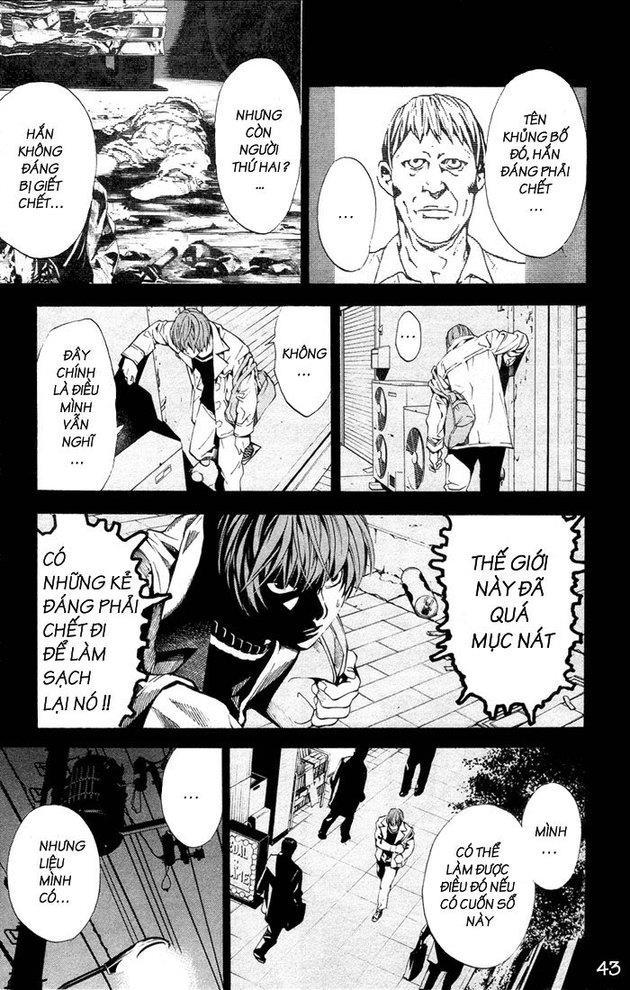 TÊN
KHỦNG BỐ
ĐÓ, HẮN
ĐÁNG PHẢI
CHẾT
...
...
NHƯNG
CÒN
NGƯỜI
THỨ HAI?
...
HẮN
KHÔNG
ĐÁNG
BỊ GIẾT
CHẾT...
...
KHÔNG
...
ĐÂY
CHÍNH
LÀ ĐIỀU
MÌNH
VẪN
NGHĨ
...
THẾ GIỚI
NÀY ĐÃ
QUÁ
MỤC NÁT
CÓ
NHỮNG KẺ
ĐÁNG PHẢI
CHẾT ĐI
ĐỂ LÀM
SẠCH
LẠI NÓ !!
MÌNH
...
CÓ THỂ
LÀM ĐƯỢC
ĐIỀU ĐÓ NẾU
CÓ CUỐN SỔ
NÀY
...
NHƯNG
LIỆU
MÌNH
CÓ...
43